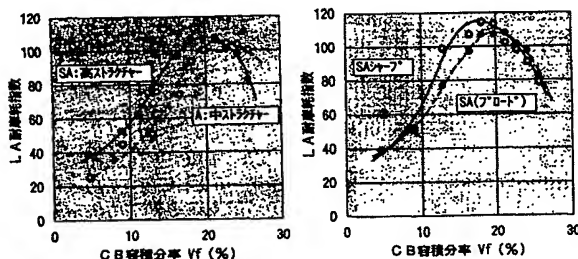 LA耐摩耗指数
120
100
80
60
40
20
0
SA:高ストラクチャー
A:中ストラクチャー
0 10 20 30
CB容積分率 Vf (%)
LA耐摩耗指数
120
100
80
60
40
20
0
SAシャープ
SA(ブロード)
0 10 20 30
CB容積分率 Vf (%)